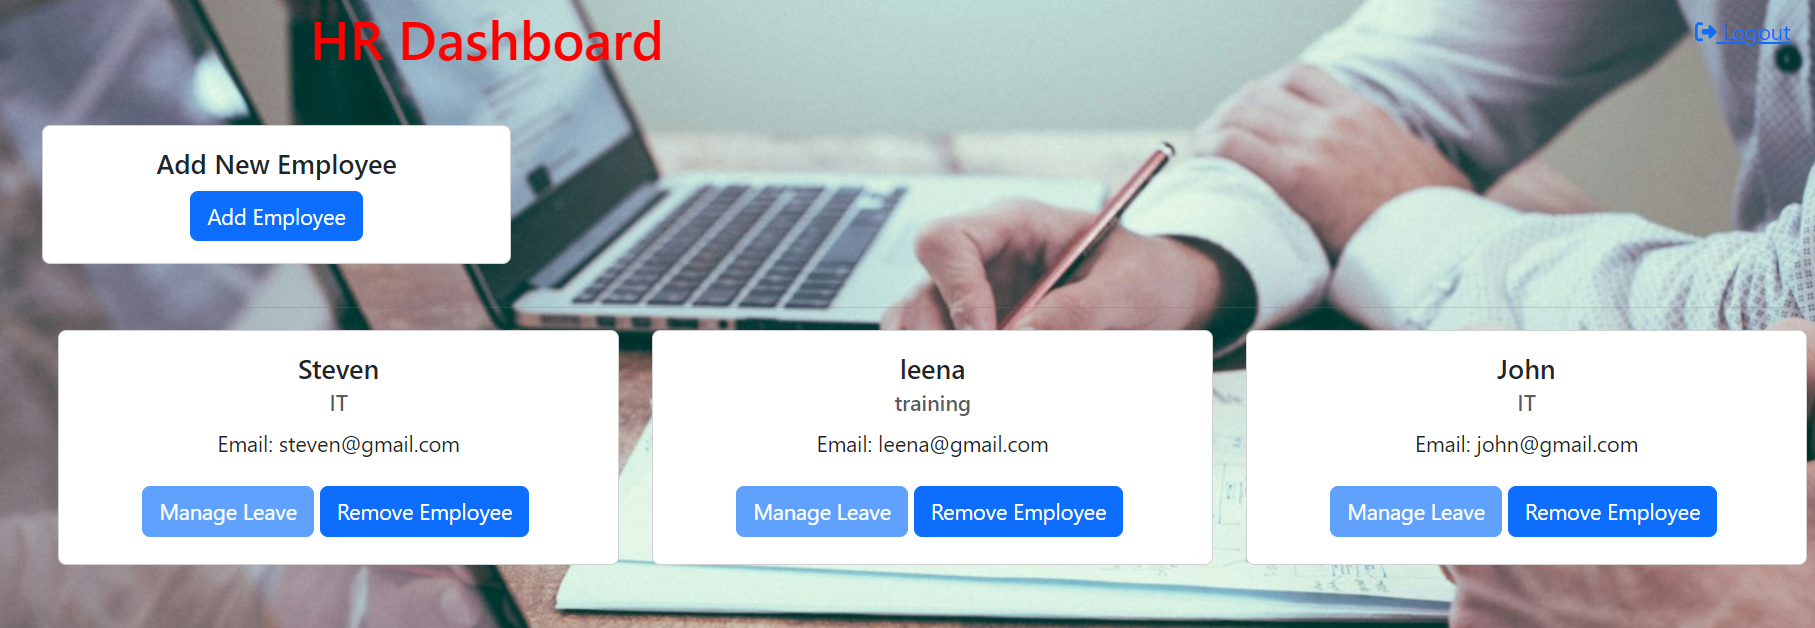 HR Dashboard
Logout
Add New Employee
Add Employee
Steven
IT
Email: steven@gmail.com
Manage Leave Remove Employee
leena
training
Email: leena@gmail.com
Manage Leave Remove Employee
John
IT
Email: john@gmail.com
Manage Leave Remove Employee